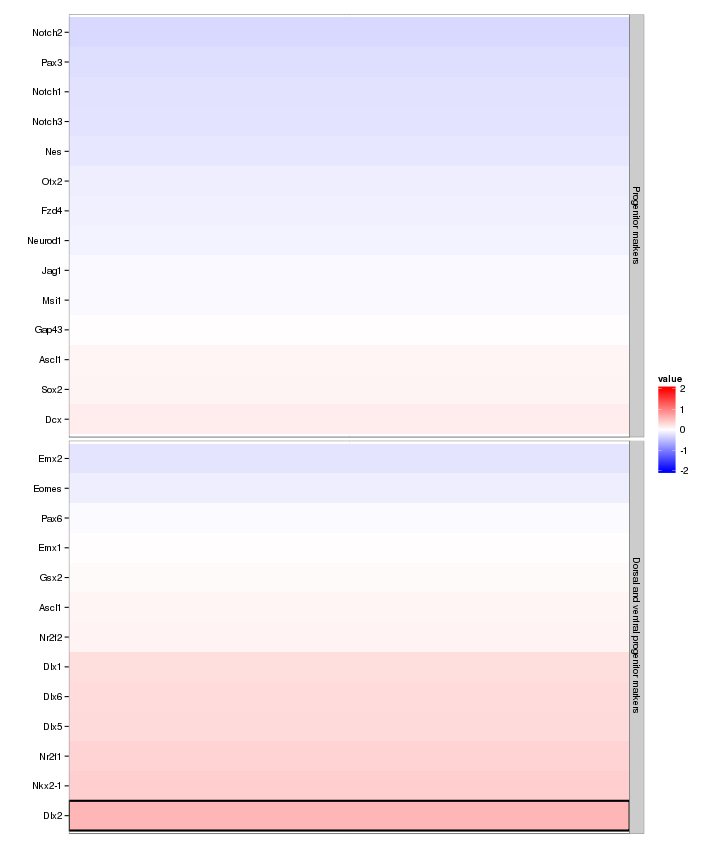 Notch2
Pax3
Notch1
Notch3
Nes
Otx2
Fzd4
Neurod1
Jag1
Msi1
Gap43
Ascl1
Sox2
Dcx
Progenitor markers
Emx2
Eomes
Pax6
Emx1
Gsx2
Ascl1
Nr2f2
Dlx1
Dlx6
Dlx5
Nr2f1
Nkx2-1
Dlx2
Dorsal and ventral progenitor markers
value
2
1
0
-1
-2